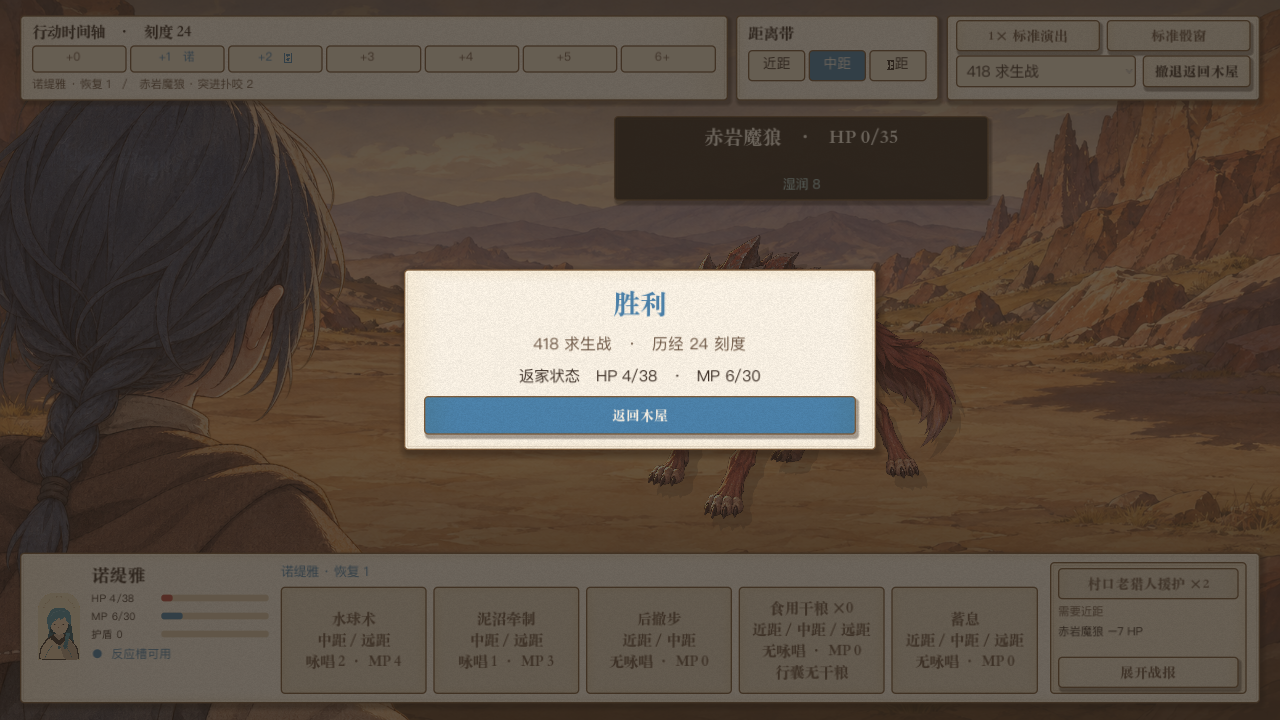 行动时间轴 · 刻度 24
+0
+1 诺
+2
+3
+4
+5
6+
诺缇雅 · 恢复 1 / 赤岩魔狼 · 突进扑咬 2
距离带
近距
中距
距
1× 标准演出
标准骰窗
418 求生战
撤退返回木屋
赤岩魔狼 · HP 0/35
湿润 8
胜利
418 求生战 · 历经 24 刻度
返家状态 HP 4/38 · MP 6/30
返回木屋
诺缇雅
HP 4/38
MP 6/30
护盾 0
反应槽可用
诺缇雅 · 恢复 1
水球术
中距 / 远距
咏唱 2 · MP 4
泥沼牵制
中距 / 远距
咏唱 1 · MP 3
后撤步
近距 / 中距
无咏唱 · MP 0
食用干粮 ×0
近距 / 中距 / 远距
无咏唱 · MP 0
行囊无干粮
蓄息
近距 / 中距 / 远距
无咏唱 · MP 0
村口老猎人援护 ×2
需要近距
赤岩魔狼 −7 HP
展开战报